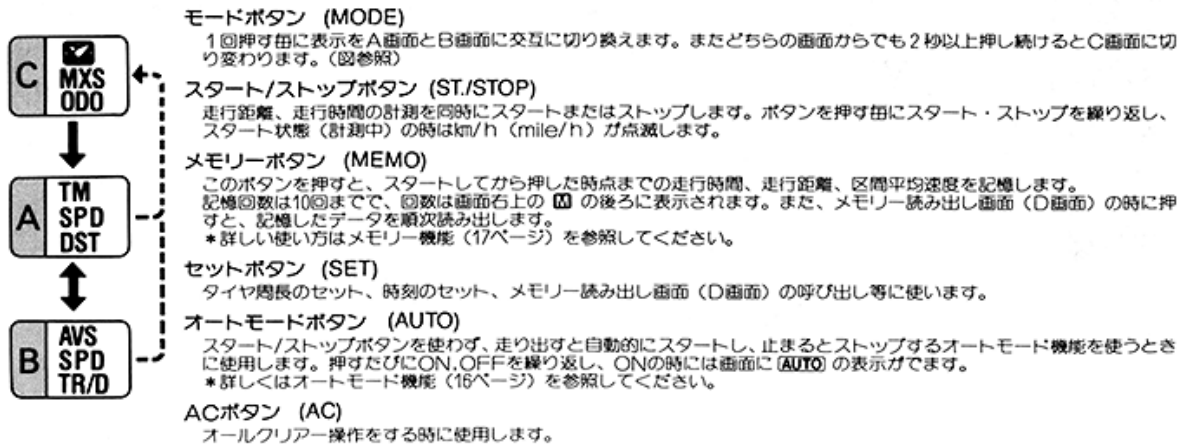 モードボタン (MODE)
1回押す毎に表示をA画面とB画面に交互に切り換えます。またどちらの画面からでも2秒以上押し続けるとC画面に切
り変わります。(図参照)
スタート/ストップボタン (ST./STOP)
走行距離、走行時間の計測を同時にスタートまたはストップします。ボタンを押す毎にスタート・ストップを繰り返し、
スタート状態(計測中)の時はkm/h(mile/h)が点滅します。
メモリーボタン (MEMO)
このボタンを押すと、スタートしてから押した時点までの走行時間、走行距離、区間平均速度を記憶します。
記憶回数は10回までで、回数は画面右上の M の後ろに表示されます。また、メモリー読み出し画面(D画面)の時に押
すと、記憶したデータを順次読み出します。
*詳しい使い方はメモリー機能(17ページ)を参照してください。
セットボタン (SET)
タイヤ周長のセット、時刻のセット、メモリー読み出し画面(D画面)の呼び出し等に使います。
オートモードボタン (AUTO)
スタート/ストップボタンを使わず、走り出すと自動的にスタートし、止まるとストップするオートモード機能を使うとき
に使用します。押すたびにON.OFFを繰り返し、ONの時には画面に AUTO の表示がでます。
*詳しくはオートモード機能(16ページ)を参照してください。
ACボタン (AC)
オールクリアー操作をする時に使用します。
C
MXS
ODO
A
TM
SPD
DST
B
AVS
SPD
TR/D